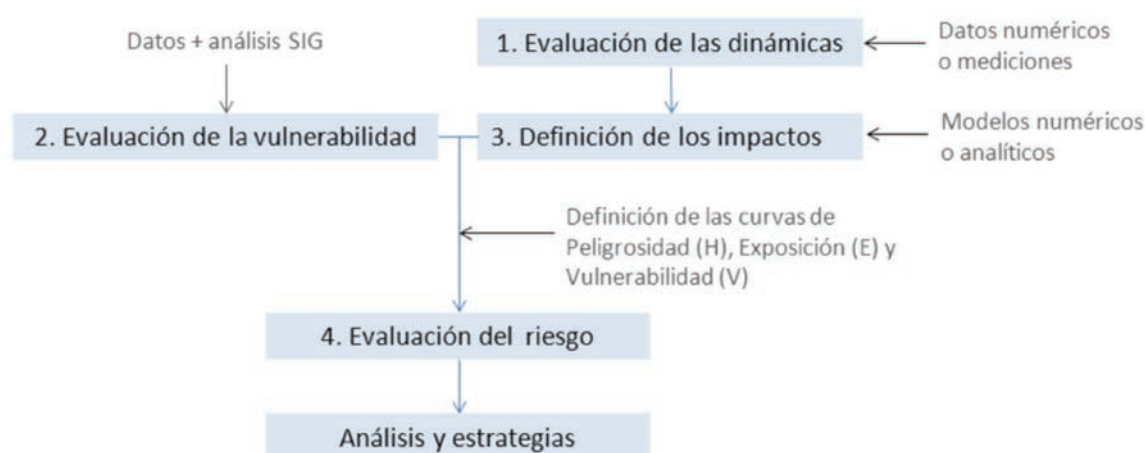 Datos + análisis SIG
1. Evaluación de las dinámicas
Datos numéricos
o mediciones
2. Evaluación de la vulnerabilidad
3. Definición de los impactos
Modelos numéricos
o analíticos
Definición de las curvas de
Peligrosidad (H), Exposición (E) y
Vulnerabilidad (V)
4. Evaluación del riesgo
Análisis y estrategias